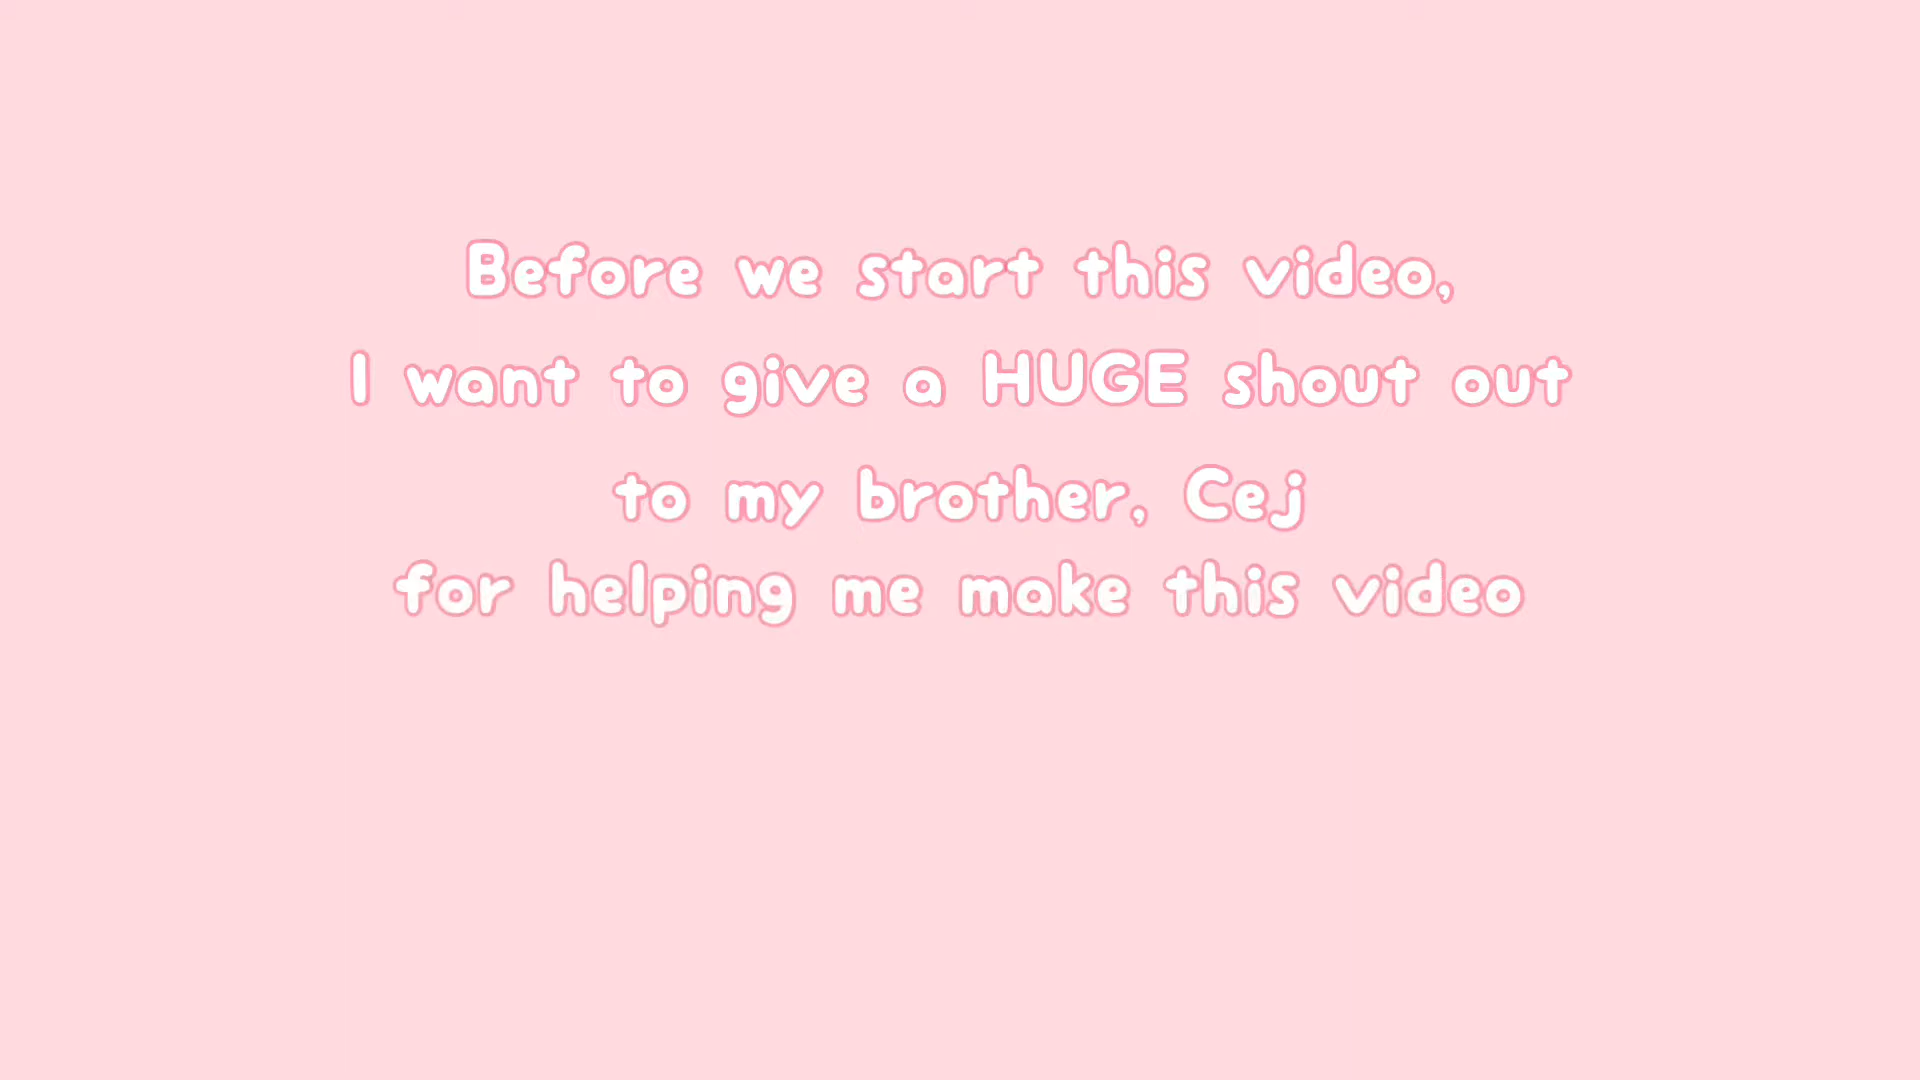 Before we start this video,
I want to give a HUGE shout out
to my brother, Cej
for helping me make this video